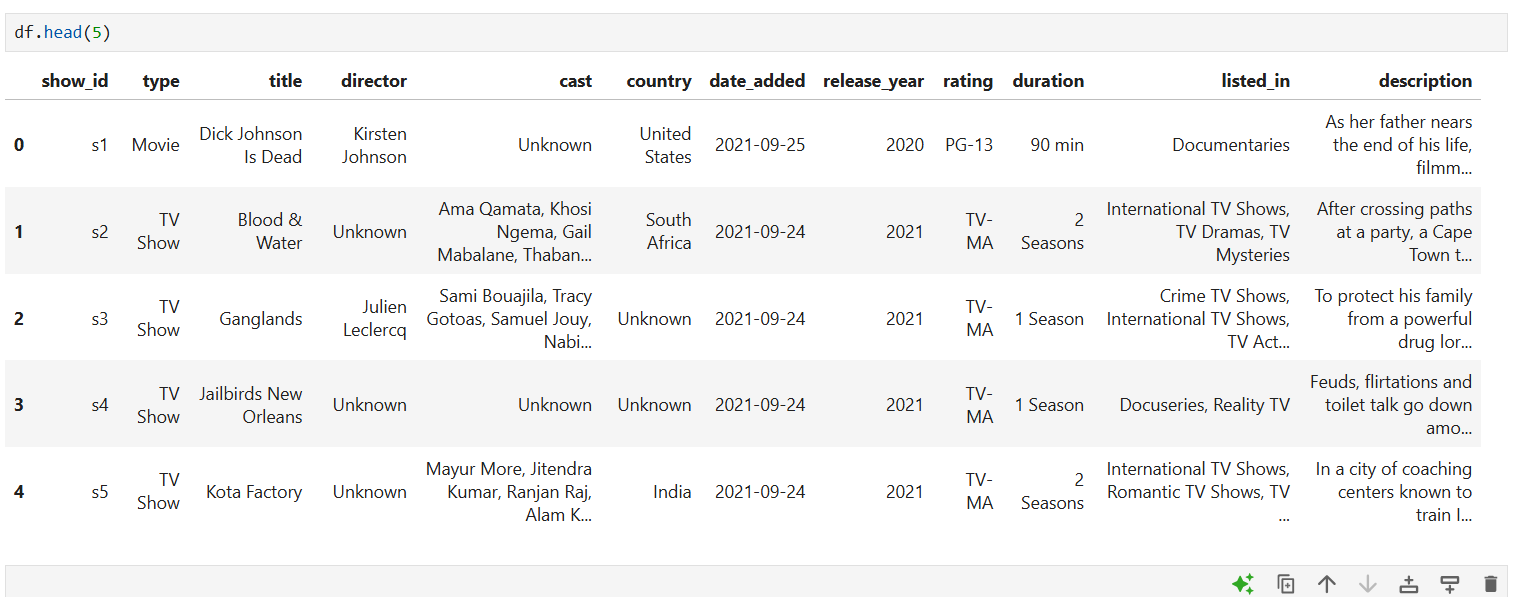 df.head(5)
show_id type title director cast country date_added release_year rating duration listed_in description
0 s1 Movie Dick Johnson Is Dead Kirsten Johnson Unknown United States 2021-09-25 2020 PG-13 90 min Documentaries As her father nears the end of his life, filmm...
1 s2 TV Show Blood & Water Unknown Ama Qamata, Khosi Ngema, Gail Mabalane, Thaban... South Africa 2021-09-24 2021 TV-MA 2 Seasons International TV Shows, TV Dramas, TV Mysteries After crossing paths at a party, a Cape Town t...
2 s3 TV Show Ganglands Julien Leclercq Sami Bouajila, Tracy Gotoas, Samuel Jouy, Nabi... Unknown 2021-09-24 2021 TV-MA 1 Season Crime TV Shows, International TV Shows, TV Act... To protect his family from a powerful drug lor...
3 s4 TV Show Jailbirds New Orleans Unknown Unknown Unknown 2021-09-24 2021 TV-MA 1 Season Docuseries, Reality TV Feuds, flirtations and toilet talk go down amo...
4 s5 TV Show Kota Factory Unknown Mayur More, Jitendra Kumar, Ranjan Raj, Alam K... India 2021-09-24 2021 TV-MA 2 Seasons International TV Shows, Romantic TV Shows, TV ... In a city of coaching centers known to train I...